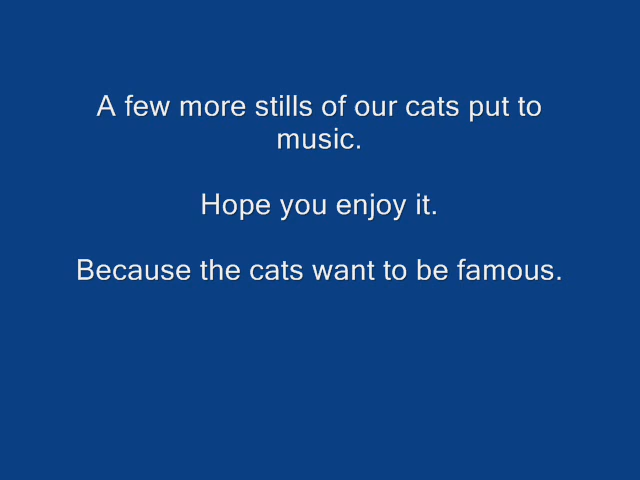 A few more stills of our cats put to
music.
Hope you enjoy it.
Because the cats want to be famous.